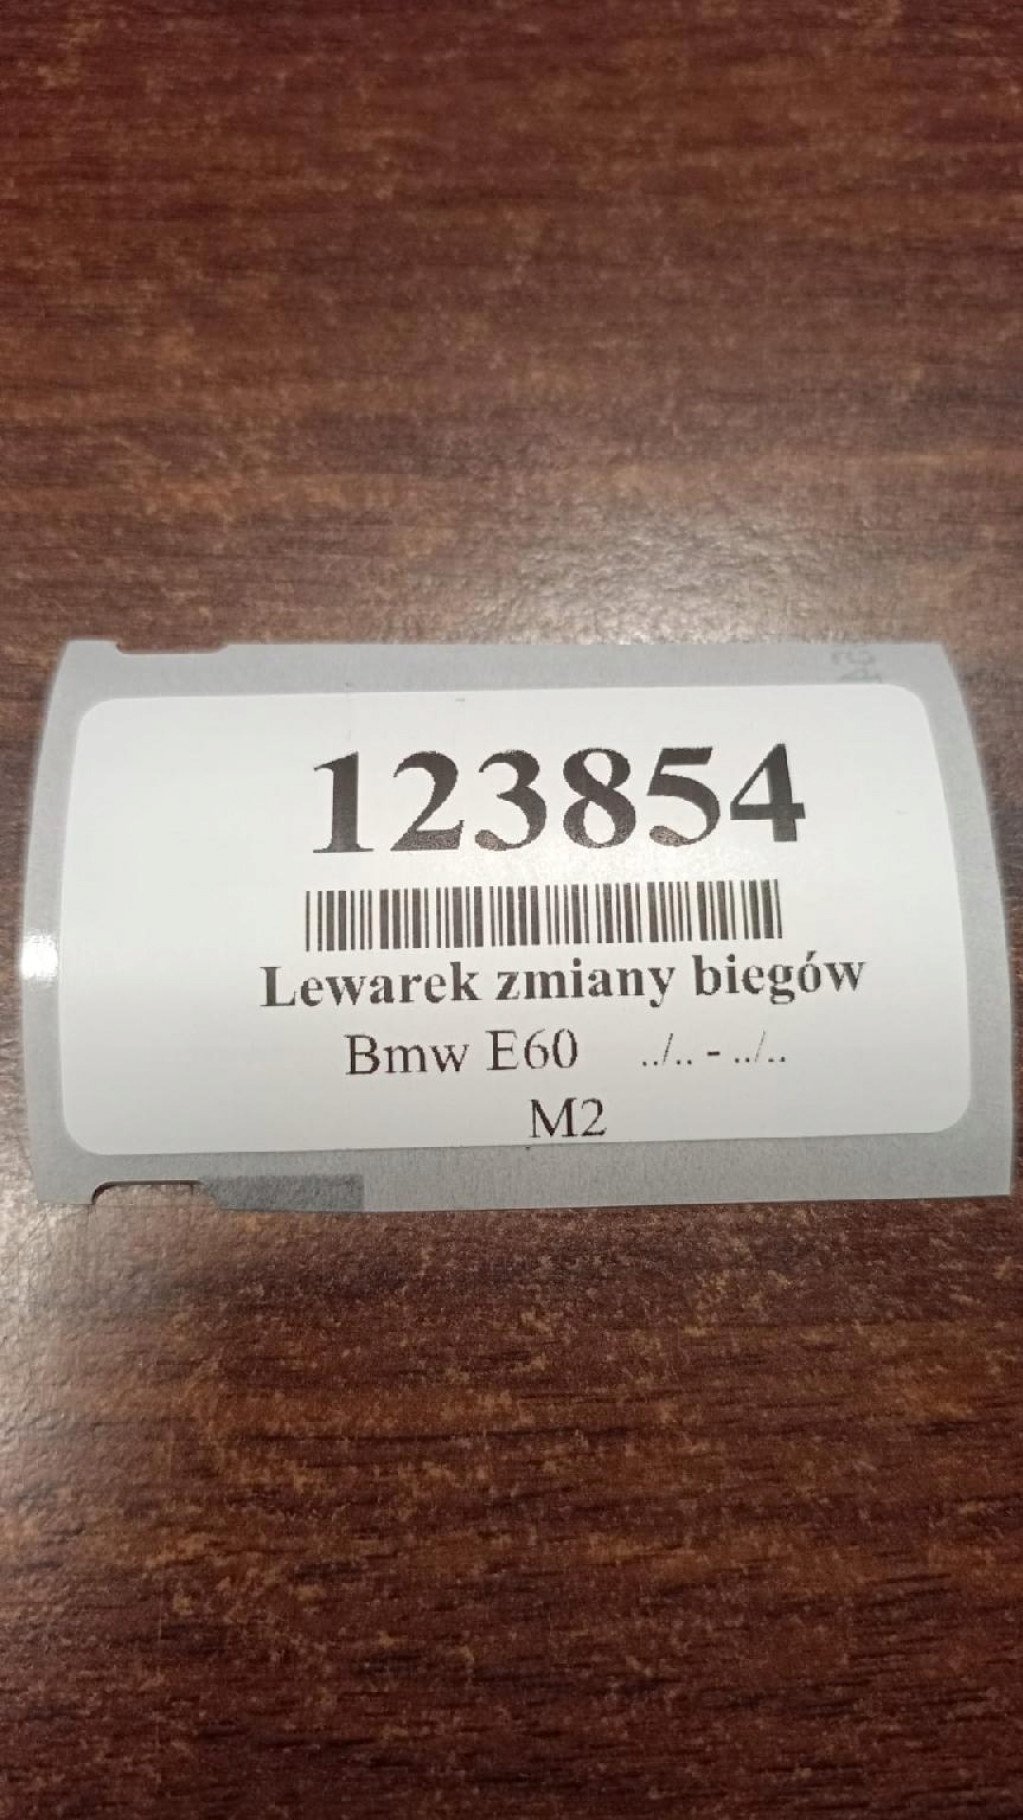 123854
Lewarek zmiany biegów
Bmw E60 ../.. - ../..
M2